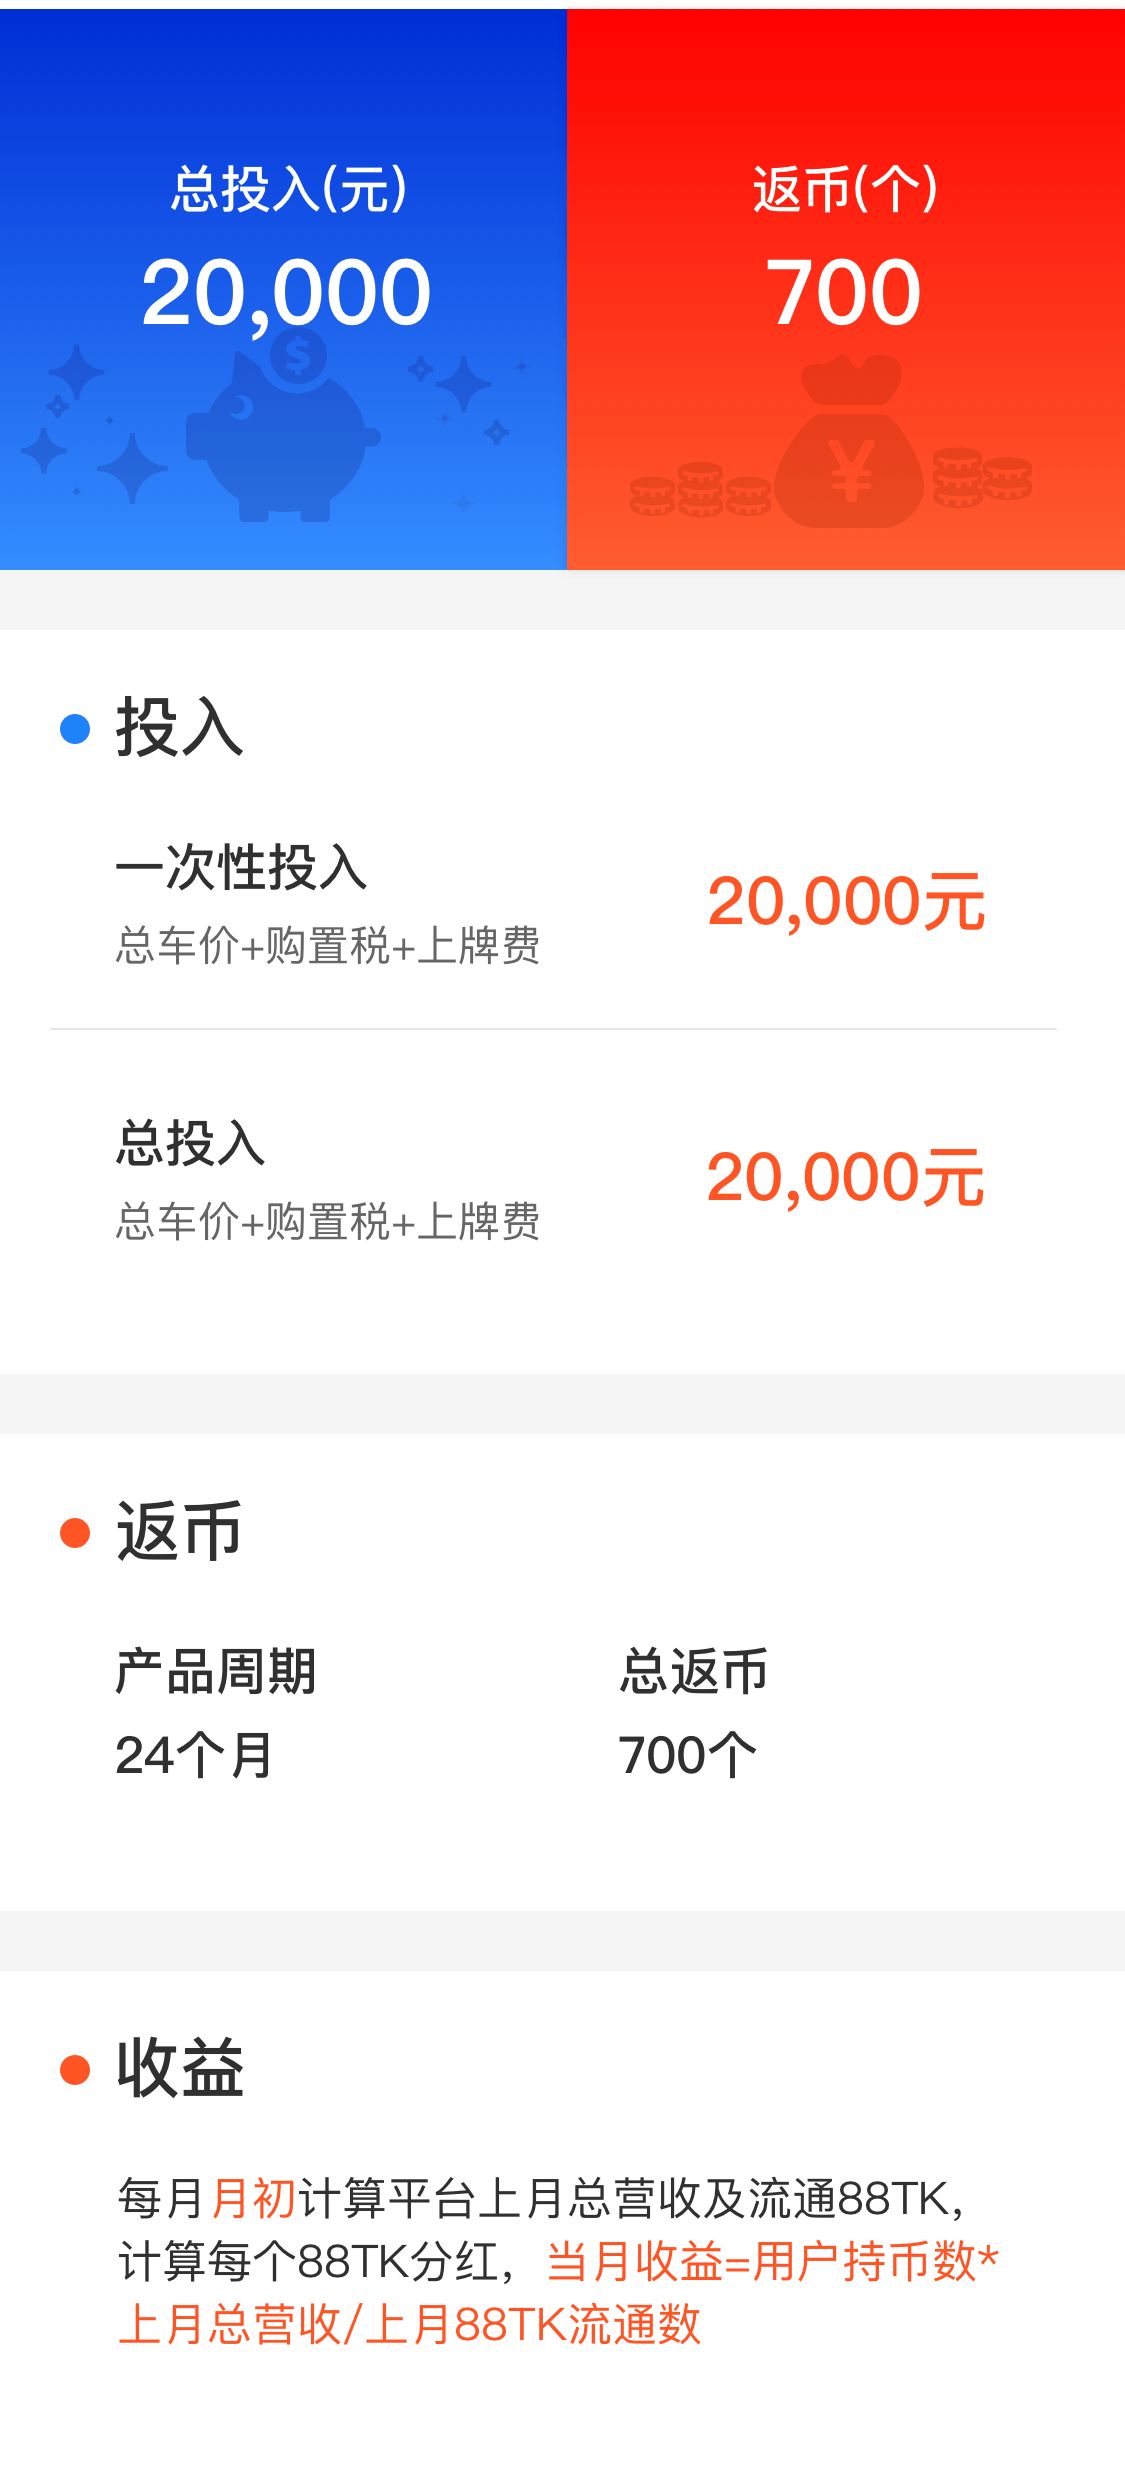 总投入(元)
20,000
返币(个)
700
投入
一次性投入
总车价+购置税+上牌费
20,000元
总投入
总车价+购置税+上牌费
20,000元
返币
产品周期
24个月
总返币
700个
收益
每月月初计算平台上月总营收及流通88TK，
计算每个88TK分红，当月收益=用户持币数*
上月总营收/上月88TK流通数